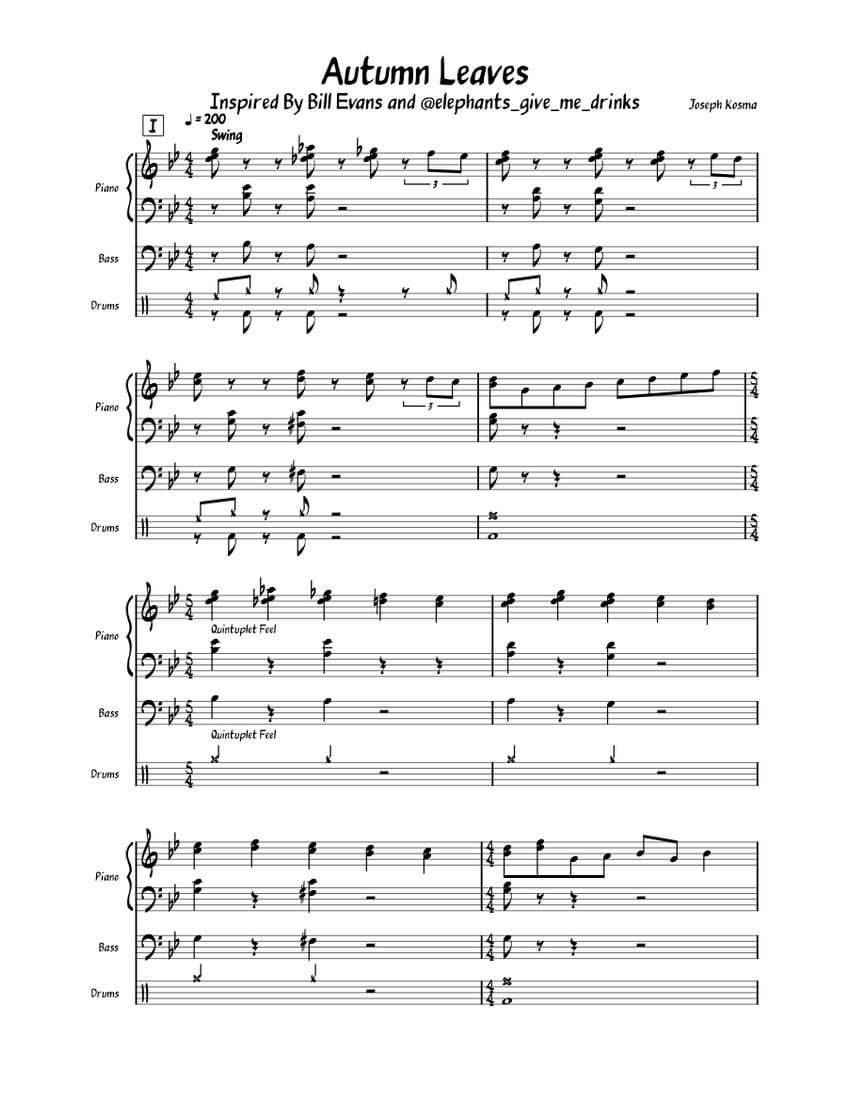 Autumn Leaves
Inspired By Bill Evans and @elephants_give_me_drinks
Joseph Kosma
I
♩ = 200
Swing
Piano
3
3
Bass
Drums
Piano
3
Bass
Drums
Piano
Quintuplet Feel
Bass
Quintuplet Feel
Drums
Piano
Bass
Drums